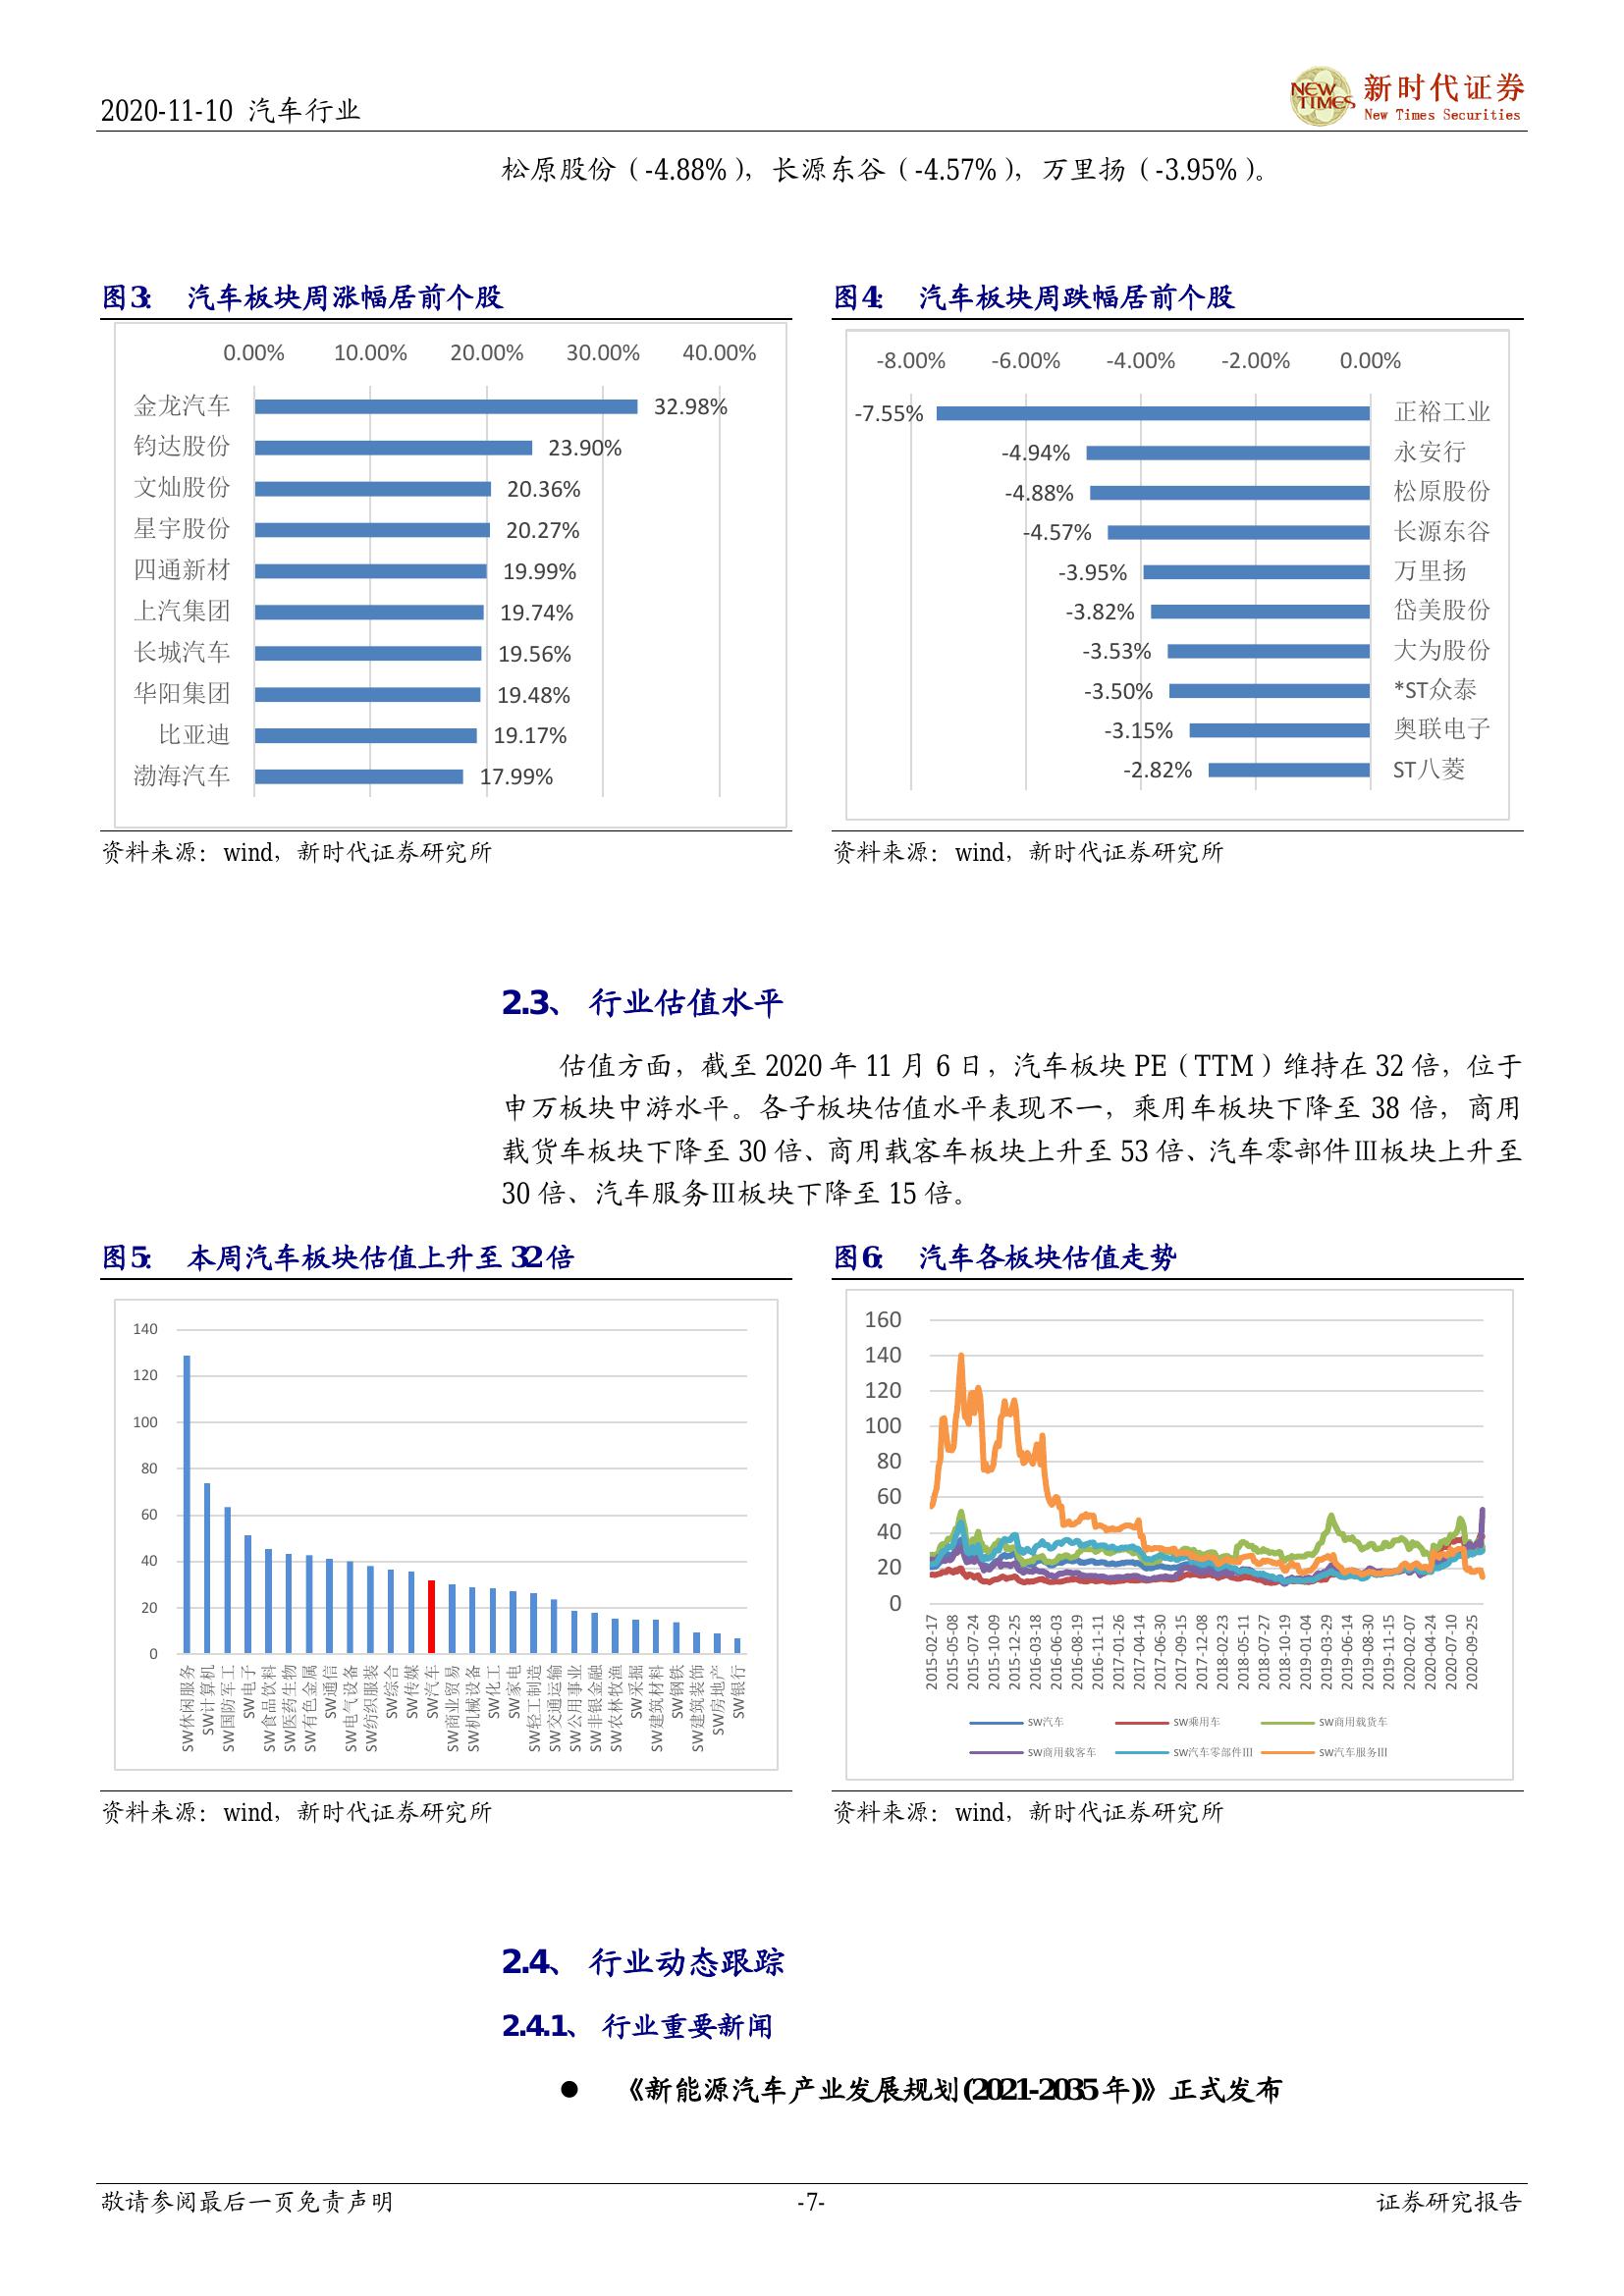 2020-11-10 汽车行业
NEW TIMES
新时代证券
New Times Securities
松原股份（-4.88%），长源东谷（-4.57%），万里扬（-3.95%）。
图3： 汽车板块周涨幅居前个股
0.00% 10.00% 20.00% 30.00% 40.00%
金龙汽车 32.98%
钧达股份 23.90%
文灿股份 20.36%
星宇股份 20.27%
四通新材 19.99%
上汽集团 19.74%
长城汽车 19.56%
华阳集团 19.48%
比亚迪 19.17%
渤海汽车 17.99%
资料来源：wind，新时代证券研究所
图4： 汽车板块周跌幅居前个股
-8.00% -6.00% -4.00% -2.00% 0.00%
-7.55% 正裕工业
-4.94% 永安行
-4.88% 松原股份
-4.57% 长源东谷
-3.95% 万里扬
-3.82% 岱美股份
-3.53% 大为股份
-3.50% *ST众泰
-3.15% 奥联电子
-2.82% ST八菱
资料来源：wind，新时代证券研究所
2.3、 行业估值水平
估值方面，截至 2020 年 11 月 6 日，汽车板块 PE（TTM）维持在 32 倍，位于
申万板块中游水平。各子板块估值水平表现不一，乘用车板块下降至 38 倍，商用
载货车板块下降至 30 倍、商用载客车板块上升至 53 倍、汽车零部件Ⅲ板块上升至
30 倍、汽车服务Ⅲ板块下降至 15 倍。
图5： 本周汽车板块估值上升至 32 倍
140
120
100
80
60
40
20
0
SW休闲服务
SW计算机
SW国防军工
SW电子
SW食品饮料
SW医药生物
SW有色金属
SW通信
SW电气设备
SW纺织服装
SW综合
SW传媒
SW汽车
SW商业贸易
SW机械设备
SW化工
SW家电
SW轻工制造
SW交通运输
SW公用事业
SW非银金融
SW农林牧渔
SW采掘
SW建筑材料
SW钢铁
SW建筑装饰
SW房地产
SW银行
资料来源：wind，新时代证券研究所
图6： 汽车各板块估值走势
160
140
120
100
80
60
40
20
0
2015-02-17
2015-05-08
2015-07-24
2015-10-09
2015-12-25
2016-03-18
2016-06-03
2016-08-19
2016-11-11
2017-01-26
2017-04-14
2017-06-30
2017-09-15
2017-12-08
2018-02-23
2018-05-11
2018-07-27
2018-10-19
2019-01-04
2019-03-29
2019-06-14
2019-08-30
2019-11-15
2020-02-07
2020-04-24
2020-07-10
2020-09-25
SW汽车 SW乘用车 SW商用载货车
SW商用载客车 SW汽车零部件III SW汽车服务III
资料来源：wind，新时代证券研究所
2.4、 行业动态跟踪
2.4.1、 行业重要新闻
● 《新能源汽车产业发展规划(2021-2035 年)》正式发布
敬请参阅最后一页免责声明 -7- 证券研究报告